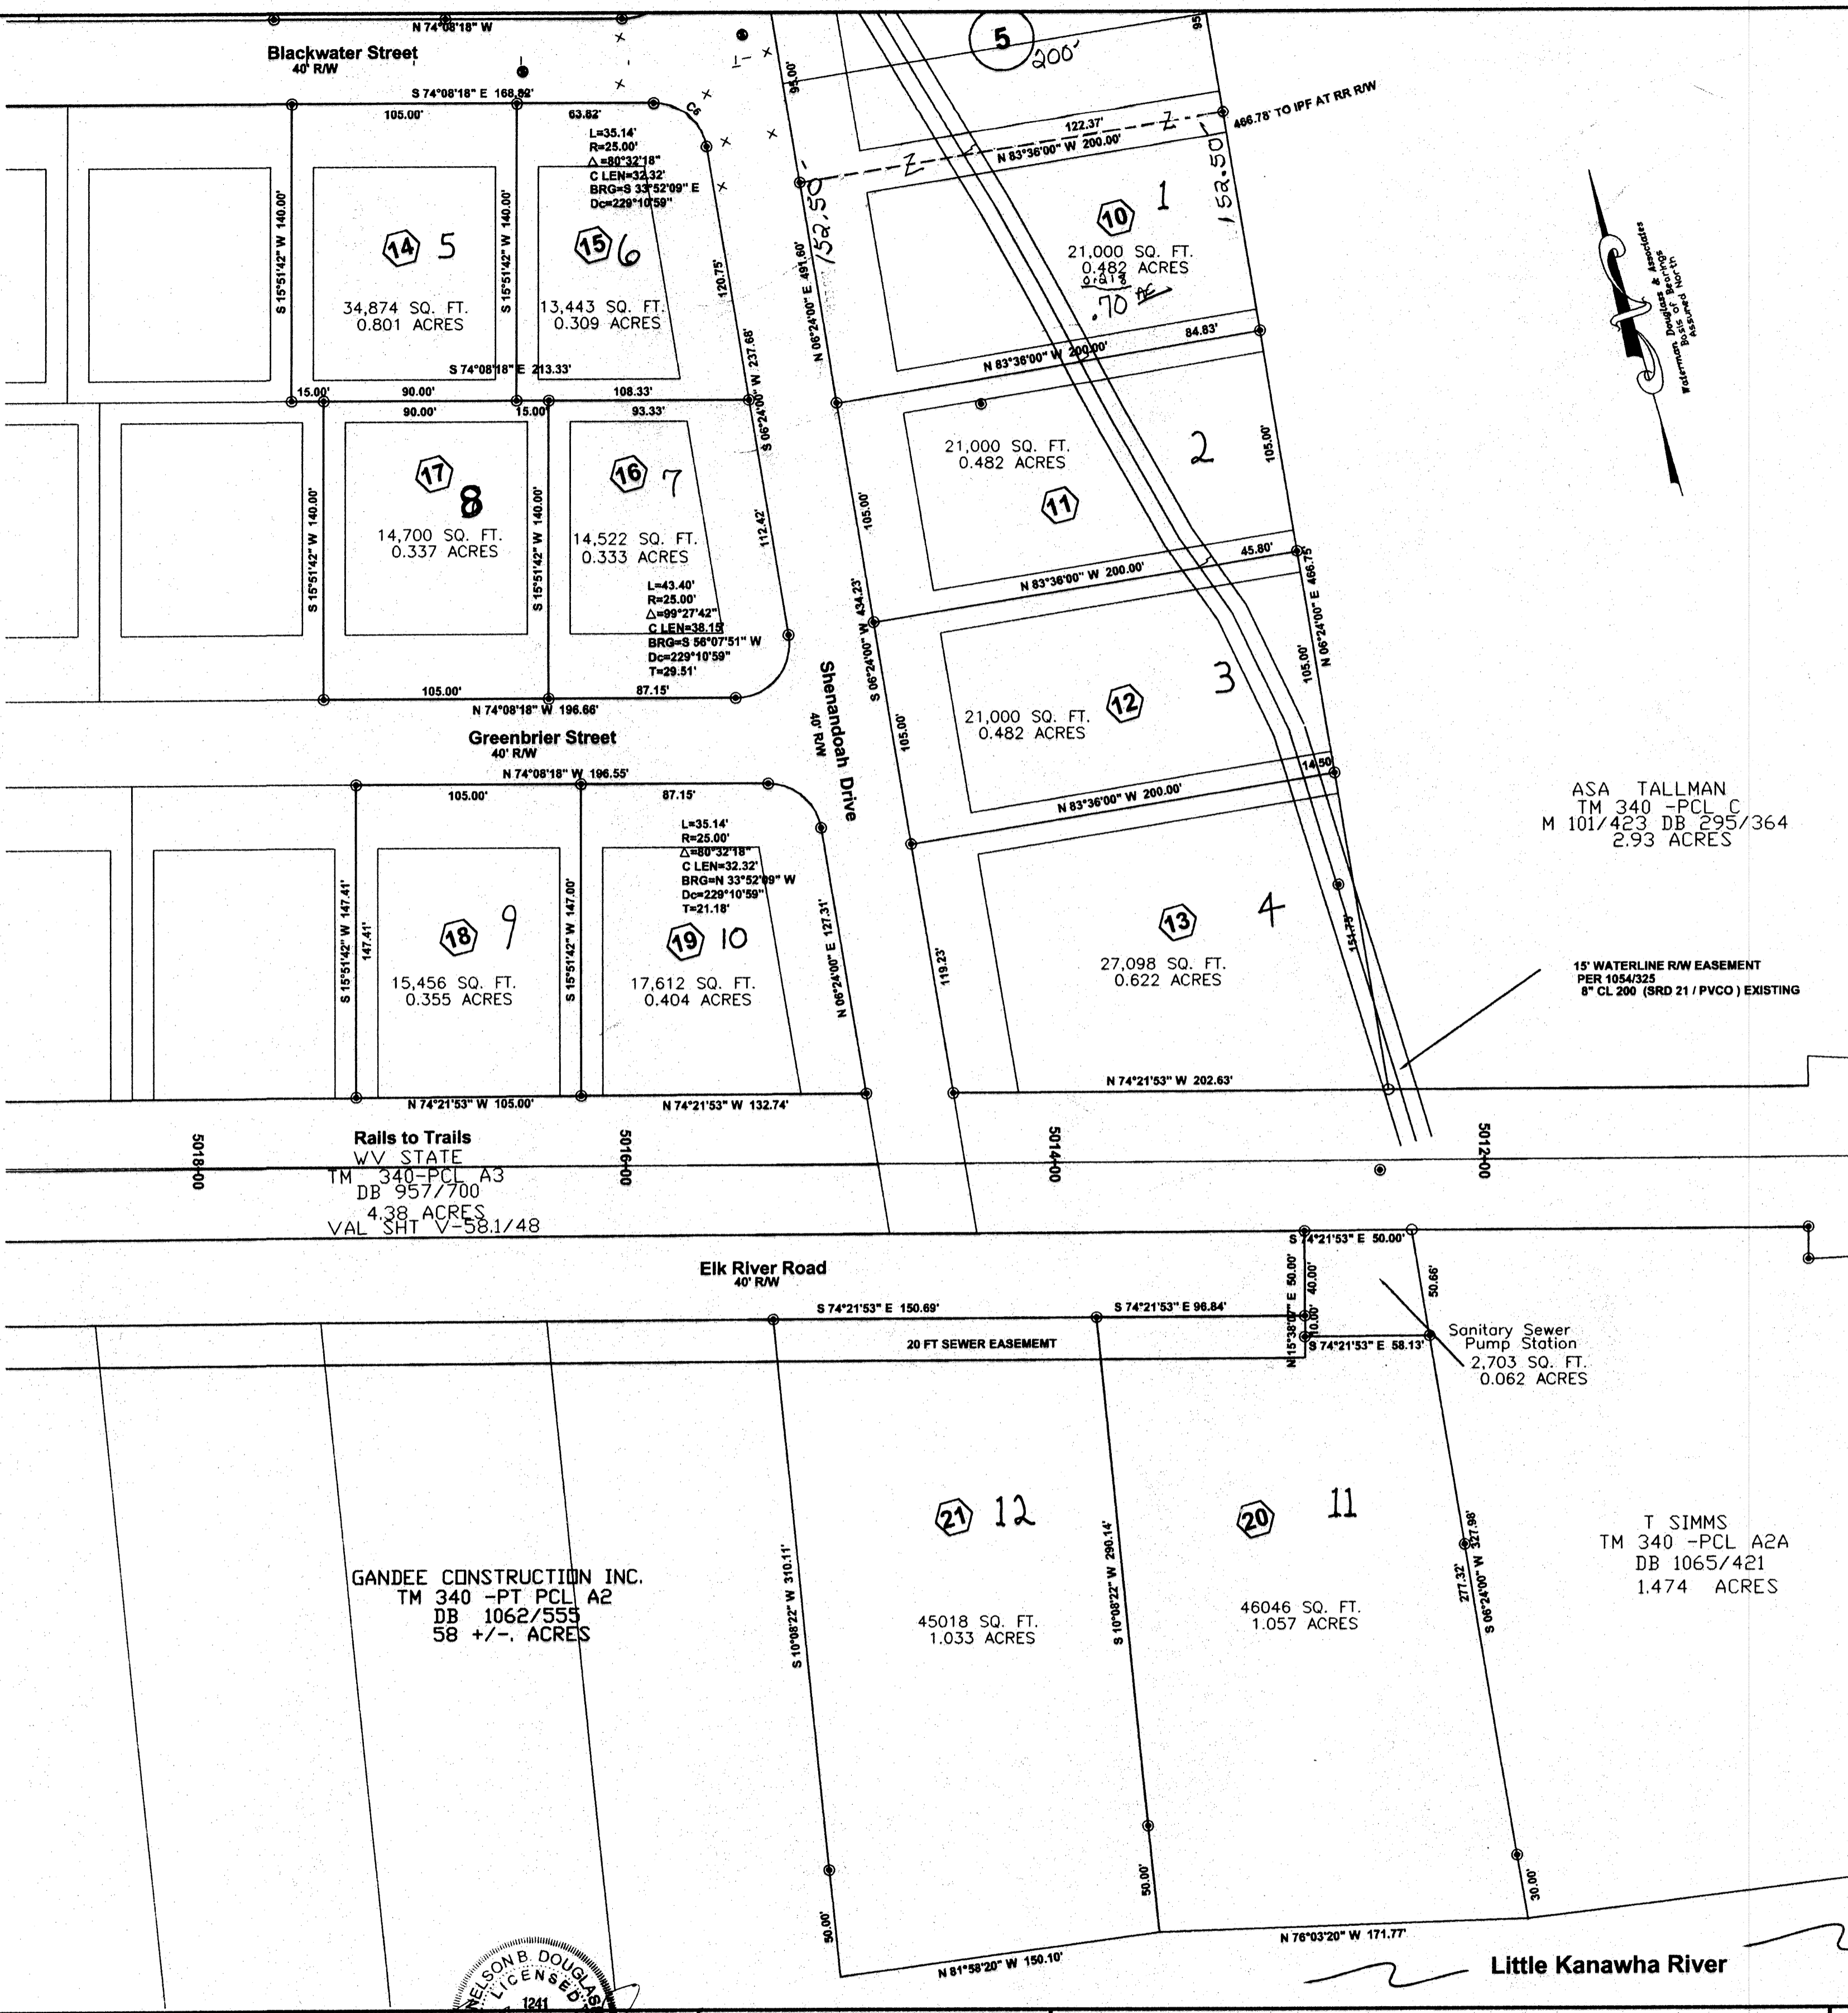 N 74°08'18" W
Blackwater Street
40' R/W
S 74°08'18" E 168.82'
105.00'
63.82'
C6
L=35.14'
R=25.00'
△=80°32'18"
C LEN=32.32'
BRG=S 33°52'09" E
Dc=229°10'59"
S 15°51'42" W 140.00'
14 5
34,874 SQ. FT.
0.801 ACRES
S 15°51'42" W 140.00'
15 6
13,443 SQ. FT.
0.309 ACRES
120.75'
S 06°24'00" W 237.68'
S 74°08'18" E 213.33'
15.00'
90.00'
108.33'
90.00'
15.00'
93.33'
S 15°51'42" W 140.00'
17 8
14,700 SQ. FT.
0.337 ACRES
S 15°51'42" W 140.00'
16 7
14,522 SQ. FT.
0.333 ACRES
112.42'
L=43.40'
R=25.00'
△=99°27'42"
C LEN=38.15'
BRG=S 56°07'51" W
Dc=229°10'59"
T=29.51'
105.00'
87.15'
N 74°08'18" W 196.66'
Greenbrier Street
40' R/W
N 74°08'18" W 196.55'
105.00'
87.15'
L=35.14'
R=25.00'
△=80°32'18"
C LEN=32.32'
BRG=N 33°52'09" W
Dc=229°10'59"
T=21.18'
S 15°51'42" W 147.41'
147.41'
18 9
15,456 SQ. FT.
0.355 ACRES
S 15°51'42" W 147.00'
19 10
17,612 SQ. FT.
0.404 ACRES
N 06°24'00" E 127.31'
N 74°21'53" W 105.00'
N 74°21'53" W 132.74'
Shenandoah Drive
40' R/W
5
200'
95
95.00'
122.37'
Z
Z
N 83°36'00" W 200.00'
466.78' TO IPF AT RR R/W
152.50'
152.50'
N 06°24'00" E 491.60'
10 1
21,000 SQ. FT.
0.482 ACRES
0.218
.70 AC
84.83'
N 83°36'00" W 200.00'
21,000 SQ. FT.
0.482 ACRES
11
2
105.00'
105.00'
45.80'
N 83°36'00" W 200.00'
S 06°24'00" W 434.23'
N 06°24'00" E 466.75'
105.00'
3
12
21,000 SQ. FT.
0.482 ACRES
105.00'
14.50
N 83°36'00" W 200.00'
13 4
27,098 SQ. FT.
0.622 ACRES
151.75'
119.23'
N 74°21'53" W 202.63'
Waterman Douglass & Associates
Basis of Bearings
Assumed North
ASA TALLMAN
TM 340 -PCL C
M 101/423 DB 295/364
2.93 ACRES
15' WATERLINE R/W EASEMENT
PER 1054/325
8" CL 200 (SRD 21 / PVCO ) EXISTING
5018+00
5016+00
5014+00
5012+00
Rails to Trails
WV STATE
TM 340-PCL A3
DB 957/700
4.38 ACRES
VAL SHT V-58.1/48
Elk River Road
40' R/W
S 74°21'53" E 150.69'
S 74°21'53" E 96.84'
20 FT SEWER EASEMEMT
S 74°21'53" E 50.00'
N 15°38'07" E 50.00'
40.00'
10.00'
50.66'
S 74°21'53" E 58.13'
Sanitary Sewer
Pump Station
2,703 SQ. FT.
0.062 ACRES
21 12
45018 SQ. FT.
1.033 ACRES
S 10°08'22" W 310.11'
50.00'
S 10°08'22" W 290.14'
50.00'
20 11
46046 SQ. FT.
1.057 ACRES
277.32'
S 06°24'00" W 327.98'
30.00'
T SIMMS
TM 340 -PCL A2A
DB 1065/421
1.474 ACRES
GANDEE CONSTRUCTION INC.
TM 340 -PT PCL A2
DB 1062/555
58 +/-. ACRES
N 81°58'20" W 150.10'
N 76°03'20" W 171.77'
Little Kanawha River
NELSON B. DOUGLAS
LICENSED
1241